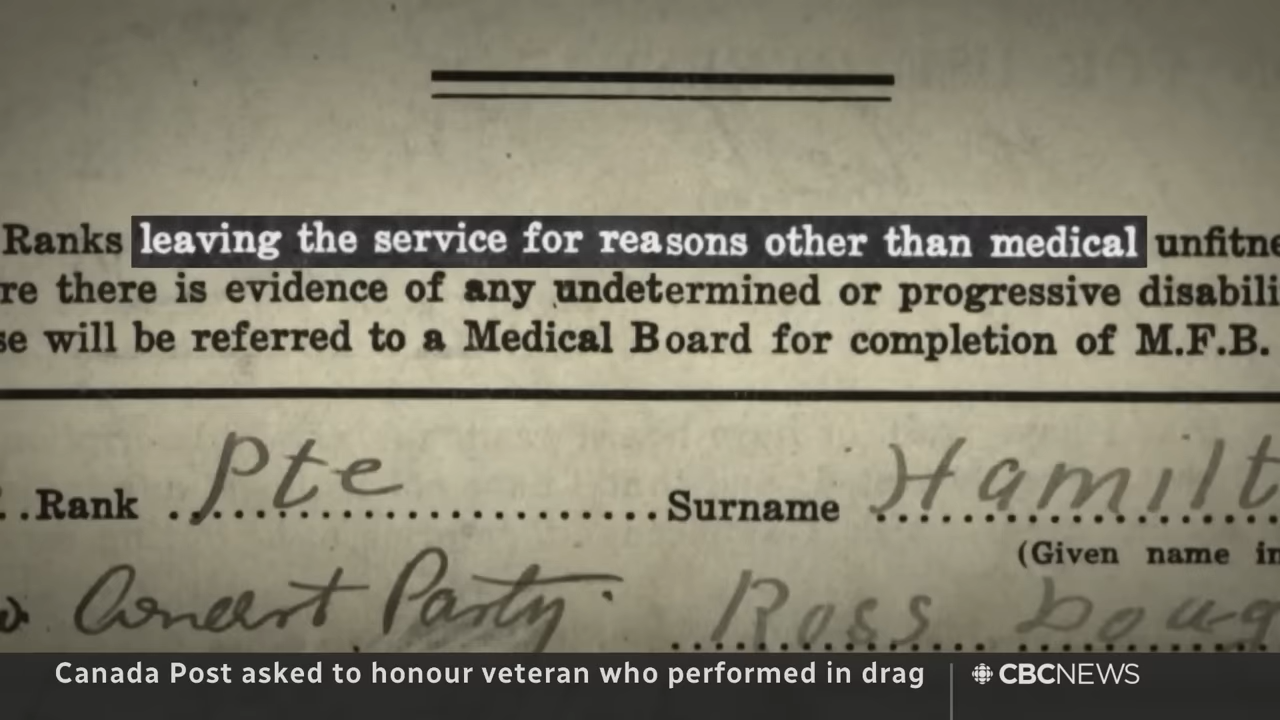 Ranks leaving the service for reasons other than medical unfitne
re there is evidence of any undetermined or progressive disabili
se will be referred to a Medical Board for completion of M.F.B.
Rank Pte Surname Hamilt
(Given name in
Concert Party. Ross Doug
Canada Post asked to honour veteran who performed in drag
CBCNEWS